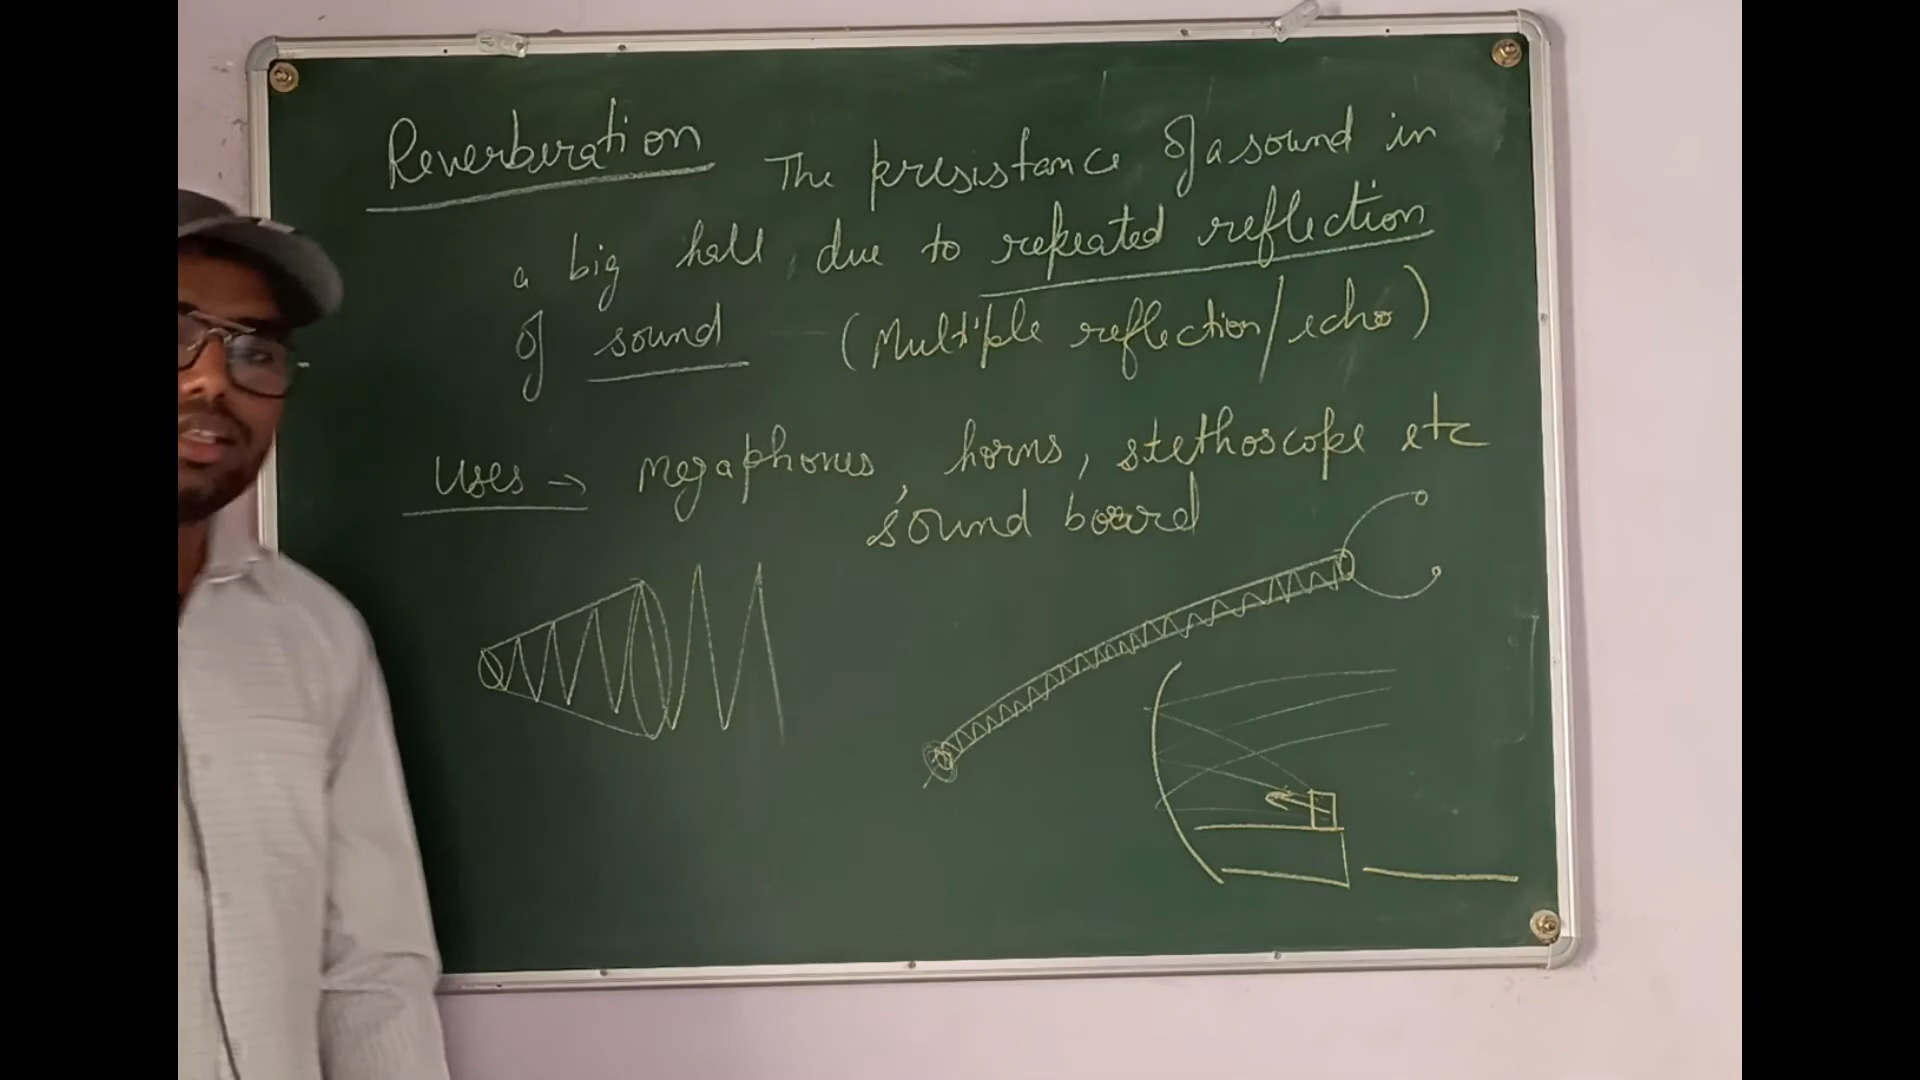 Reverberation The presistance of a sound in
a big hall, due to repeated reflection
of sound (Multiple reflection/echo)
uses → megaphones, horns, stethoscope etc
sound board